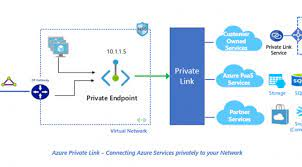 10.1.1.5
Private Endpoint
Virtual Network
Private
Link
Customer
Owned
Services
Azure PaaS
Services
Partner
Services
Private Link
Service
Storage
Azure Private Link – Connecting Azure Services privately to your Network